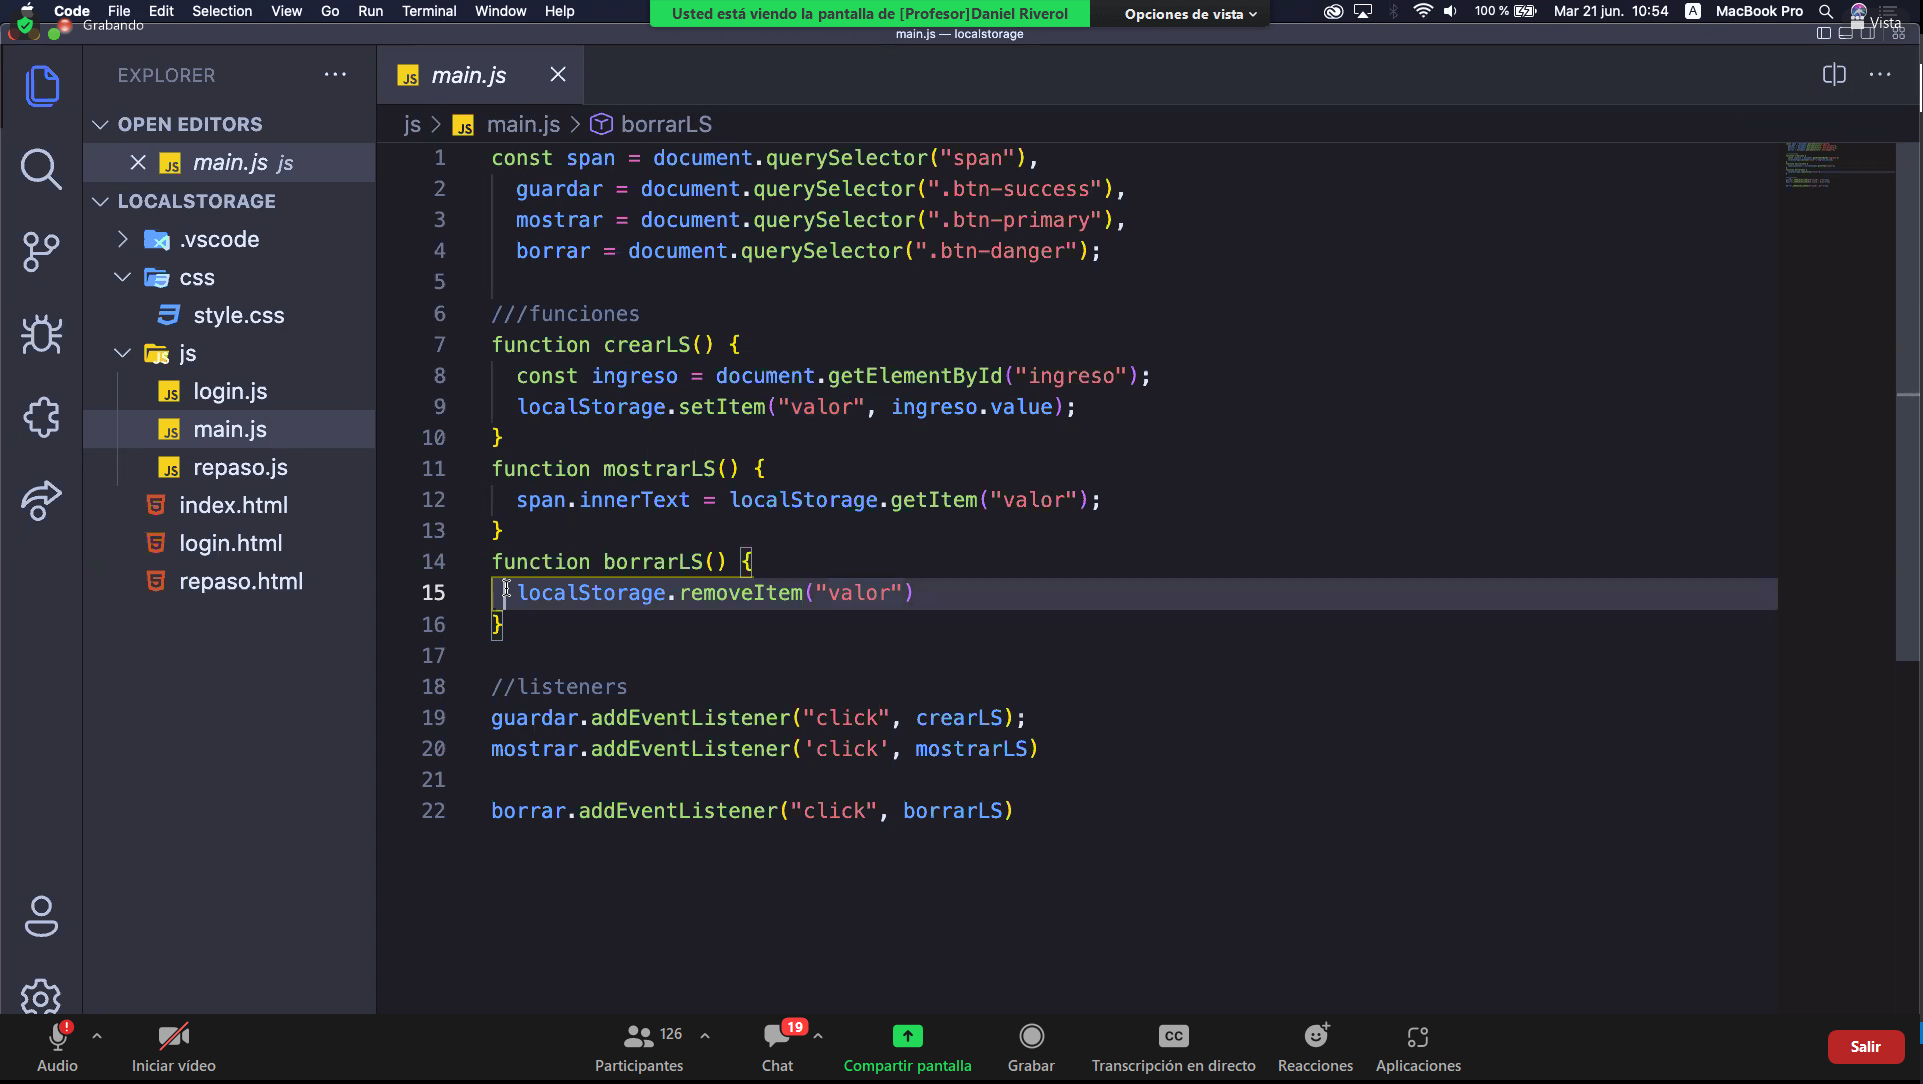 Code File Edit Selection View Go Run Terminal Window Help
Usted está viendo la pantalla de [Profesor]Daniel Riverol
Opciones de vista
100 % Mar 21 jun. 10:54 A MacBook Pro
Grabando
main.js — localstorage
Vista
EXPLORER
main.js
OPEN EDITORS
js > main.js > borrarLS
main.js js
LOCALSTORAGE
.vscode
css
style.css
js
login.js
main.js
repaso.js
index.html
login.html
repaso.html
1 const span = document.querySelector("span"),
2 guardar = document.querySelector(".btn-success"),
3 mostrar = document.querySelector(".btn-primary"),
4 borrar = document.querySelector(".btn-danger");
5
6 ///funciones
7 function crearLS() {
8 const ingreso = document.getElementById("ingreso");
9 localStorage.setItem("valor", ingreso.value);
10 }
11 function mostrarLS() {
12 span.innerText = localStorage.getItem("valor");
13 }
14 function borrarLS() {
15 localStorage.removeItem("valor")
16 }
17
18 //listeners
19 guardar.addEventListener("click", crearLS);
20 mostrar.addEventListener('click', mostrarLS)
21
22 borrar.addEventListener("click", borrarLS)
Audio
Iniciar vídeo
126
Participantes
19
Chat
Compartir pantalla
Grabar
CC
Transcripción en directo
Reacciones
Aplicaciones
Salir